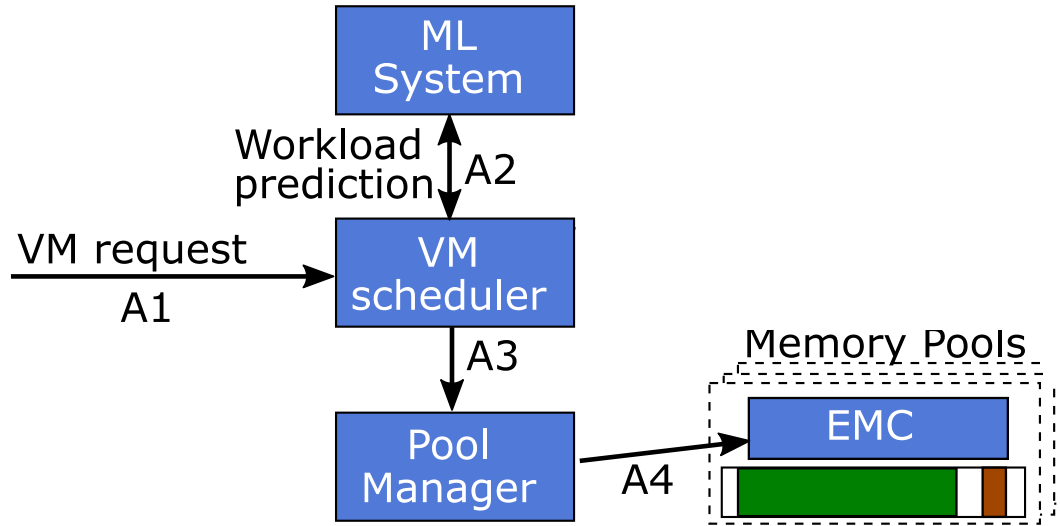 ML
System
Workload
prediction
A2
VM request
A1
VM
scheduler
A3
Memory Pools
Pool
Manager
A4
EMC